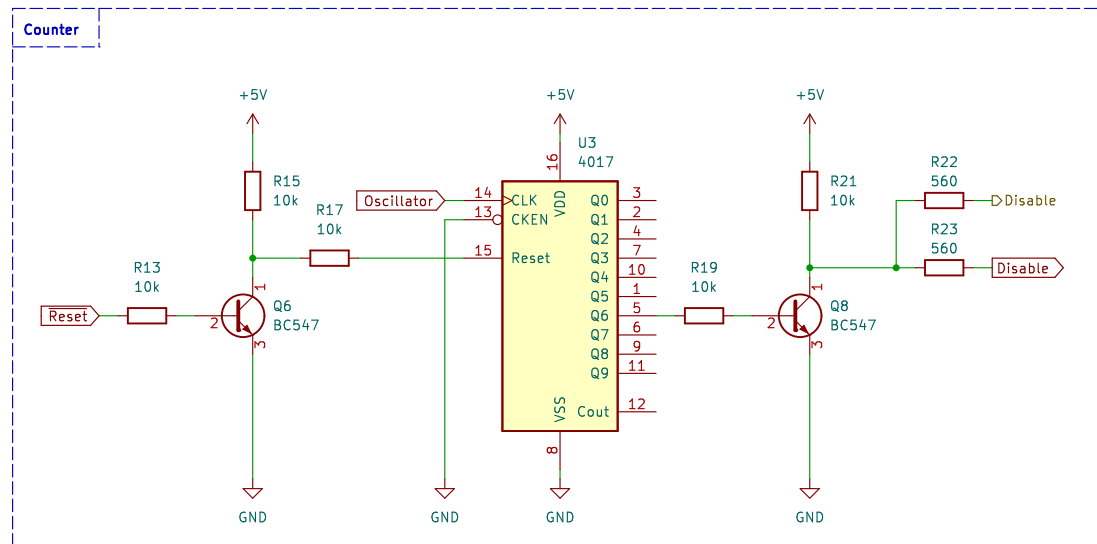 Counter
+5V
+5V
+5V
U3
4017
16
VDD
R15
10k
R21
10k
R22
560
Disable
Oscillator
14
CLK
13
CKEN
Q0
3
Q1
2
R17
10k
Q2
4
R23
560
Disable
15
Reset
Q3
7
R13
10k
Q4
10
R19
10k
1
Q5
1
1
Reset
2
Q6
BC547
Q6
5
2
Q8
BC547
3
Q7
6
3
Q8
9
Q9
11
VSS
Cout
12
8
GND
GND
GND
GND